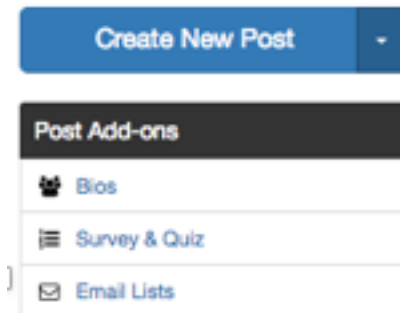 Create New Post
Post Add-ons
Bios
Survey & Quiz
Email Lists